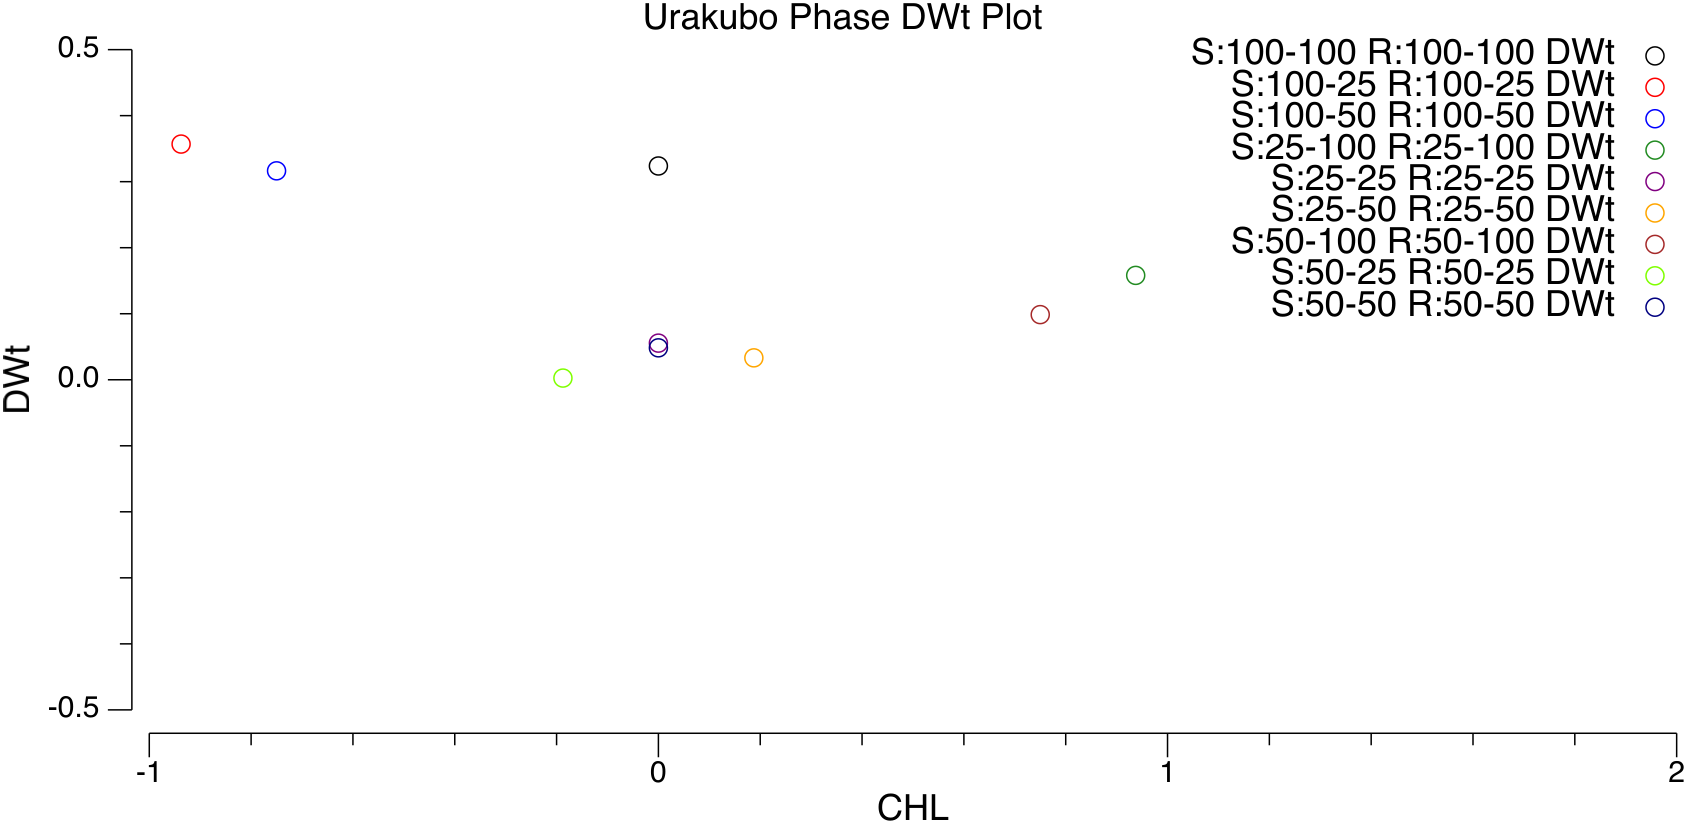 Urakubo Phase DWt Plot
S:100-100 R:100-100 DWt
S:100-25 R:100-25 DWt
S:100-50 R:100-50 DWt
S:25-100 R:25-100 DWt
S:25-25 R:25-25 DWt
S:25-50 R:25-50 DWt
S:50-100 R:50-100 DWt
S:50-25 R:50-25 DWt
S:50-50 R:50-50 DWt
0.5
0.0
-0.5
DWt
-1 0 1 2
CHL